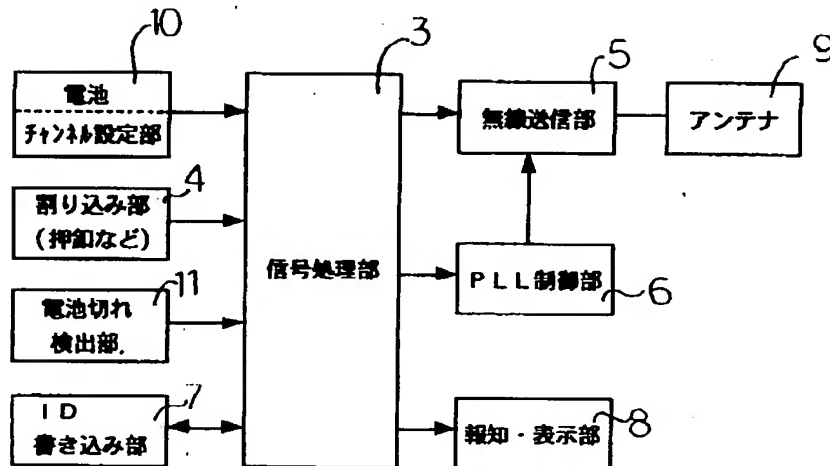 10
電池
チャンネル設定部
4
割り込み部
(押釦など)
11
電池切れ
検出部
7
ID
書き込み部
3
信号処理部
5
無線送信部
9
アンテナ
PLL制御部
6
報知・表示部
8